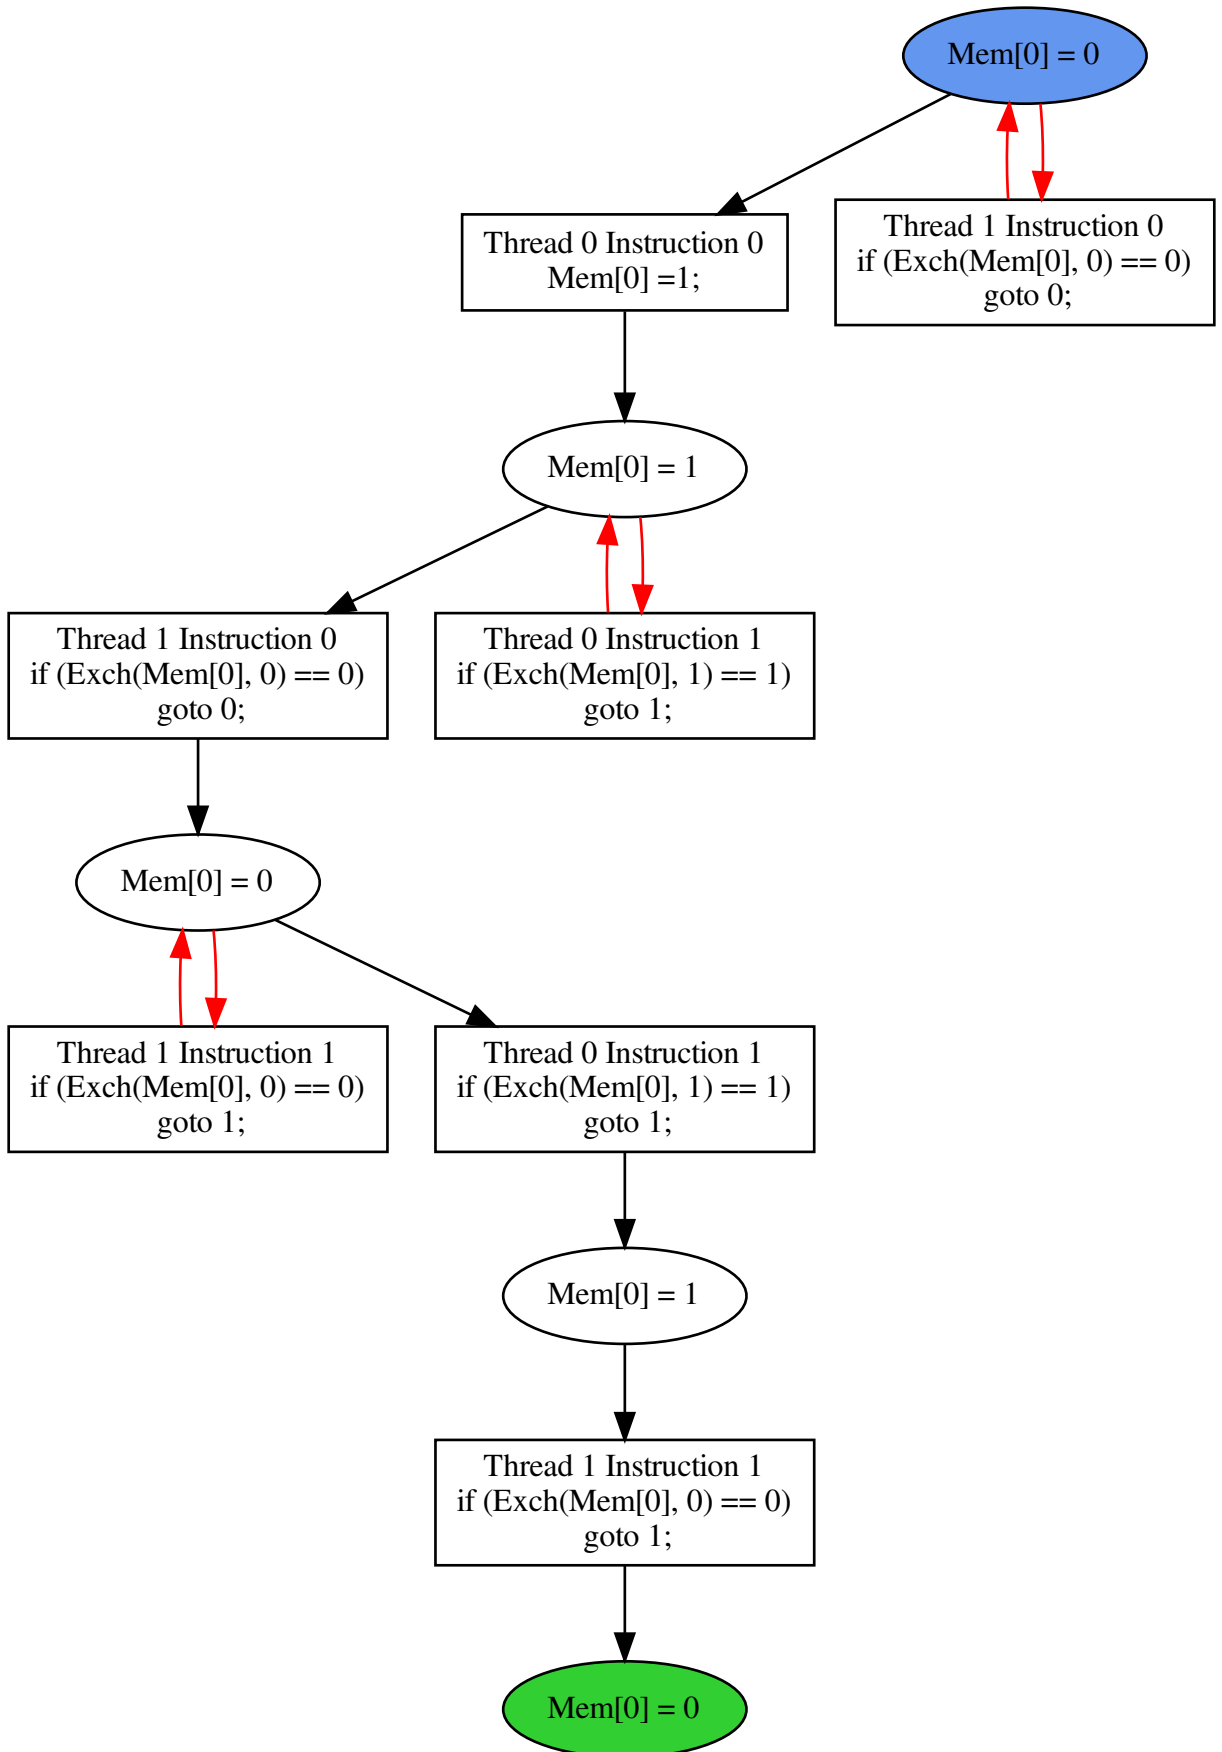 Mem[0] = 0
Thread 0 Instruction 0
Mem[0] =1;
Thread 1 Instruction 0
if (Exch(Mem[0], 0) == 0)
goto 0;
Mem[0] = 1
Thread 1 Instruction 0
if (Exch(Mem[0], 0) == 0)
goto 0;
Thread 0 Instruction 1
if (Exch(Mem[0], 1) == 1)
goto 1;
Mem[0] = 0
Thread 1 Instruction 1
if (Exch(Mem[0], 0) == 0)
goto 1;
Thread 0 Instruction 1
if (Exch(Mem[0], 1) == 1)
goto 1;
Mem[0] = 1
Thread 1 Instruction 1
if (Exch(Mem[0], 0) == 0)
goto 1;
Mem[0] = 0